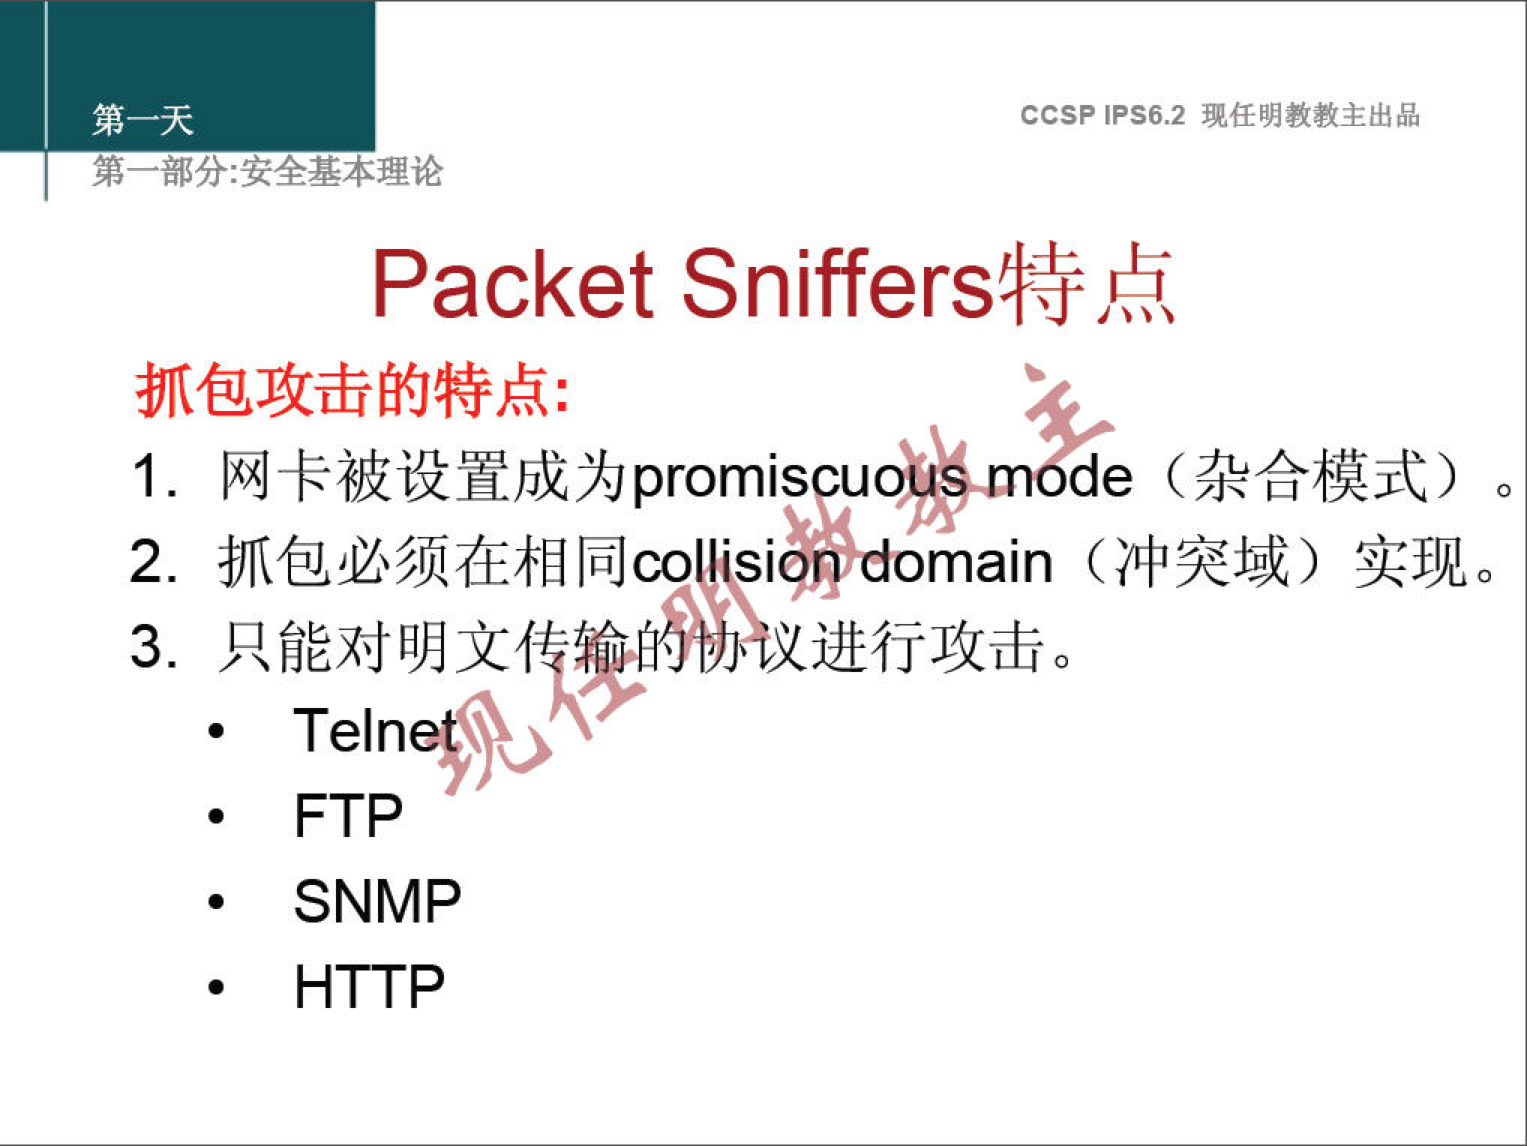 第一天
CCSP IPS6.2 现任明教教主出品
第一部分:安全基本理论
Packet Sniffers特点
抓包攻击的特点:
1. 网卡被设置成为promiscuous mode（杂合模式）。
2. 抓包必须在相同collision domain（冲突域）实现。
3. 只能对明文传输的协议进行攻击。
• Telnet
• FTP
• SNMP
• HTTP
现任明教教主